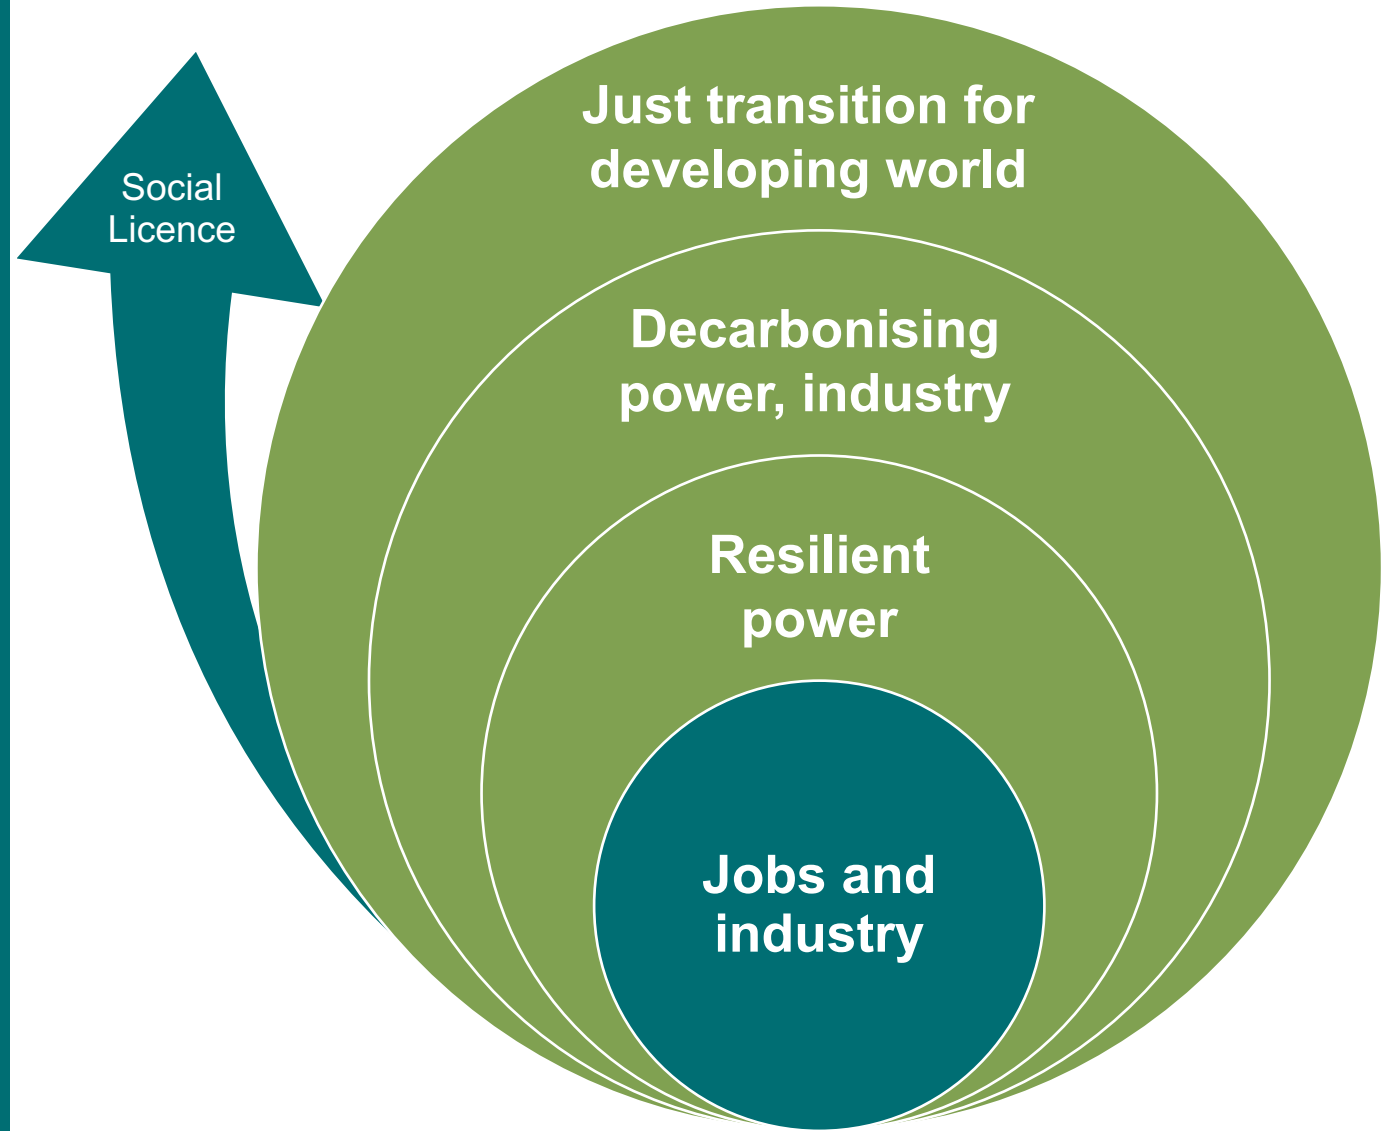 Just transition for
developing world
Social
Licence
Decarbonising
power, industry
Resilient
power
Jobs and
industry